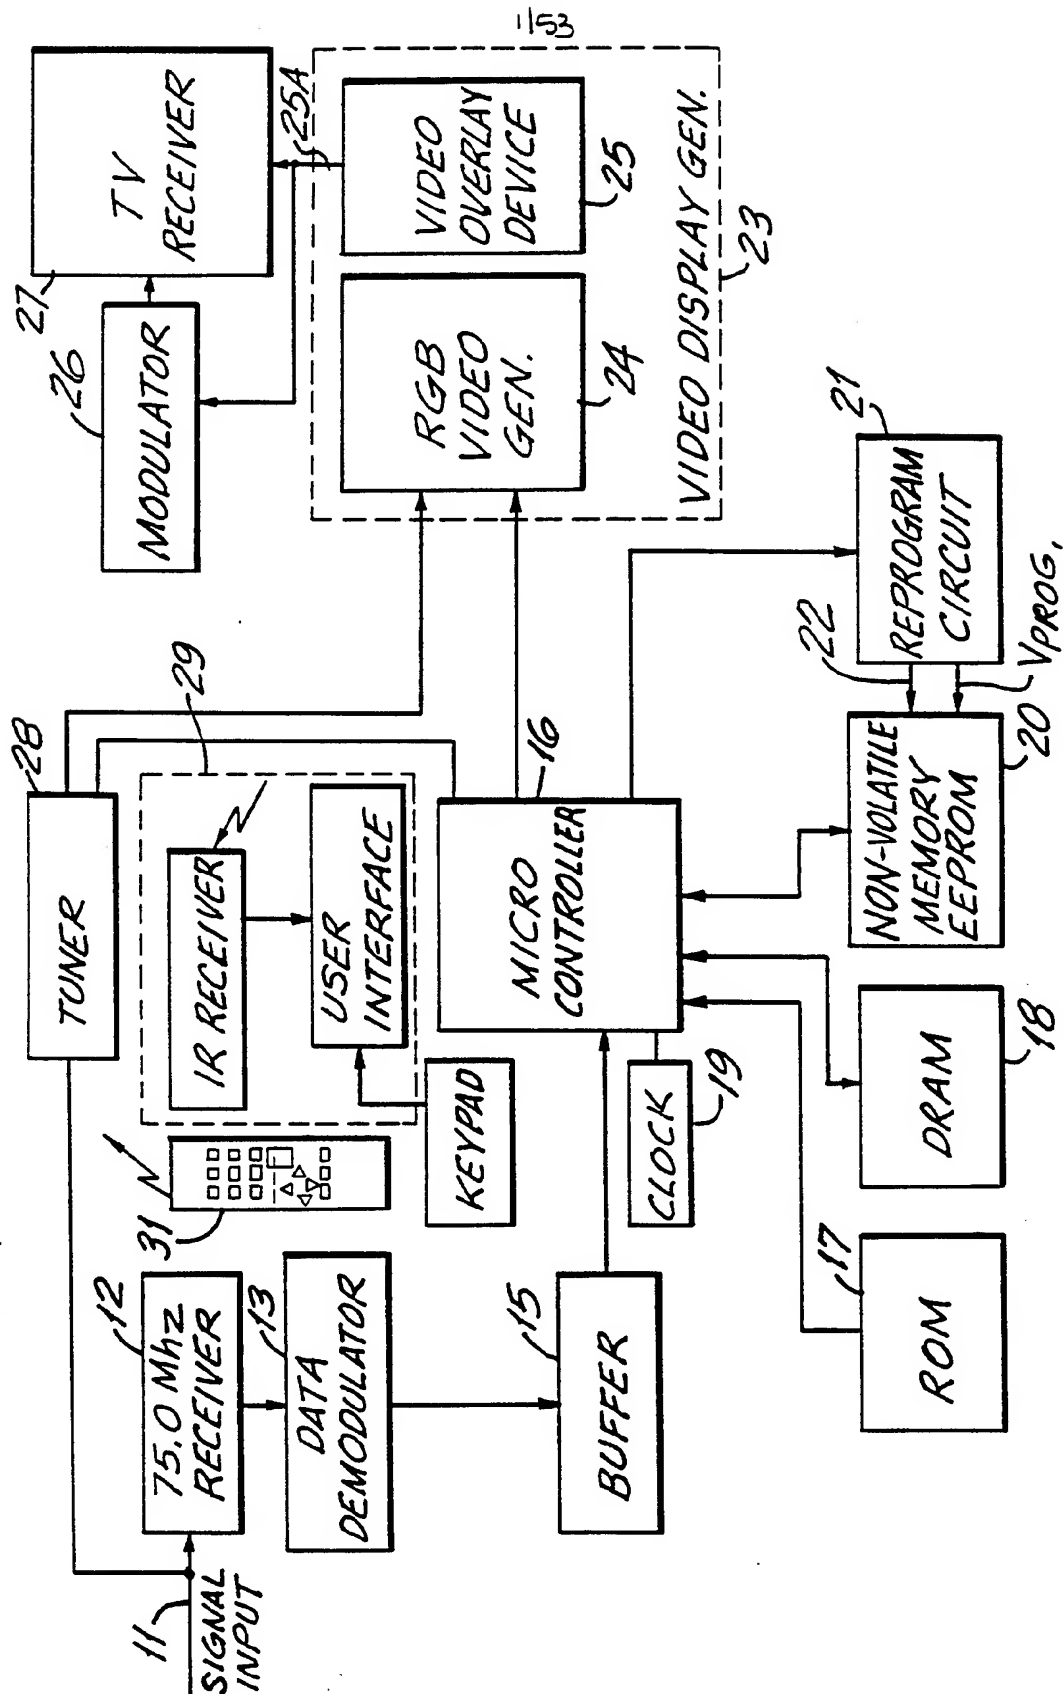 1/53
11
SIGNAL
INPUT
12
75.0 Mhz
RECEIVER
13
DATA
DEMODULATOR
15
BUFFER
17
ROM
31
28
TUNER
29
IR RECEIVER
USER
INTERFACE
KEYPAD
16
MICRO
CONTROLLER
CLOCK
19
DRAM
18
NON-VOLATILE
MEMORY
EEPROM
20
22
VPROG.
21
REPROGRAM
CIRCUIT
26
MODULATOR
27
TV
RECEIVER
25A
RGB
VIDEO
GEN.
24
VIDEO
OVERLAY
DEVICE
25
VIDEO DISPLAY GEN.
23